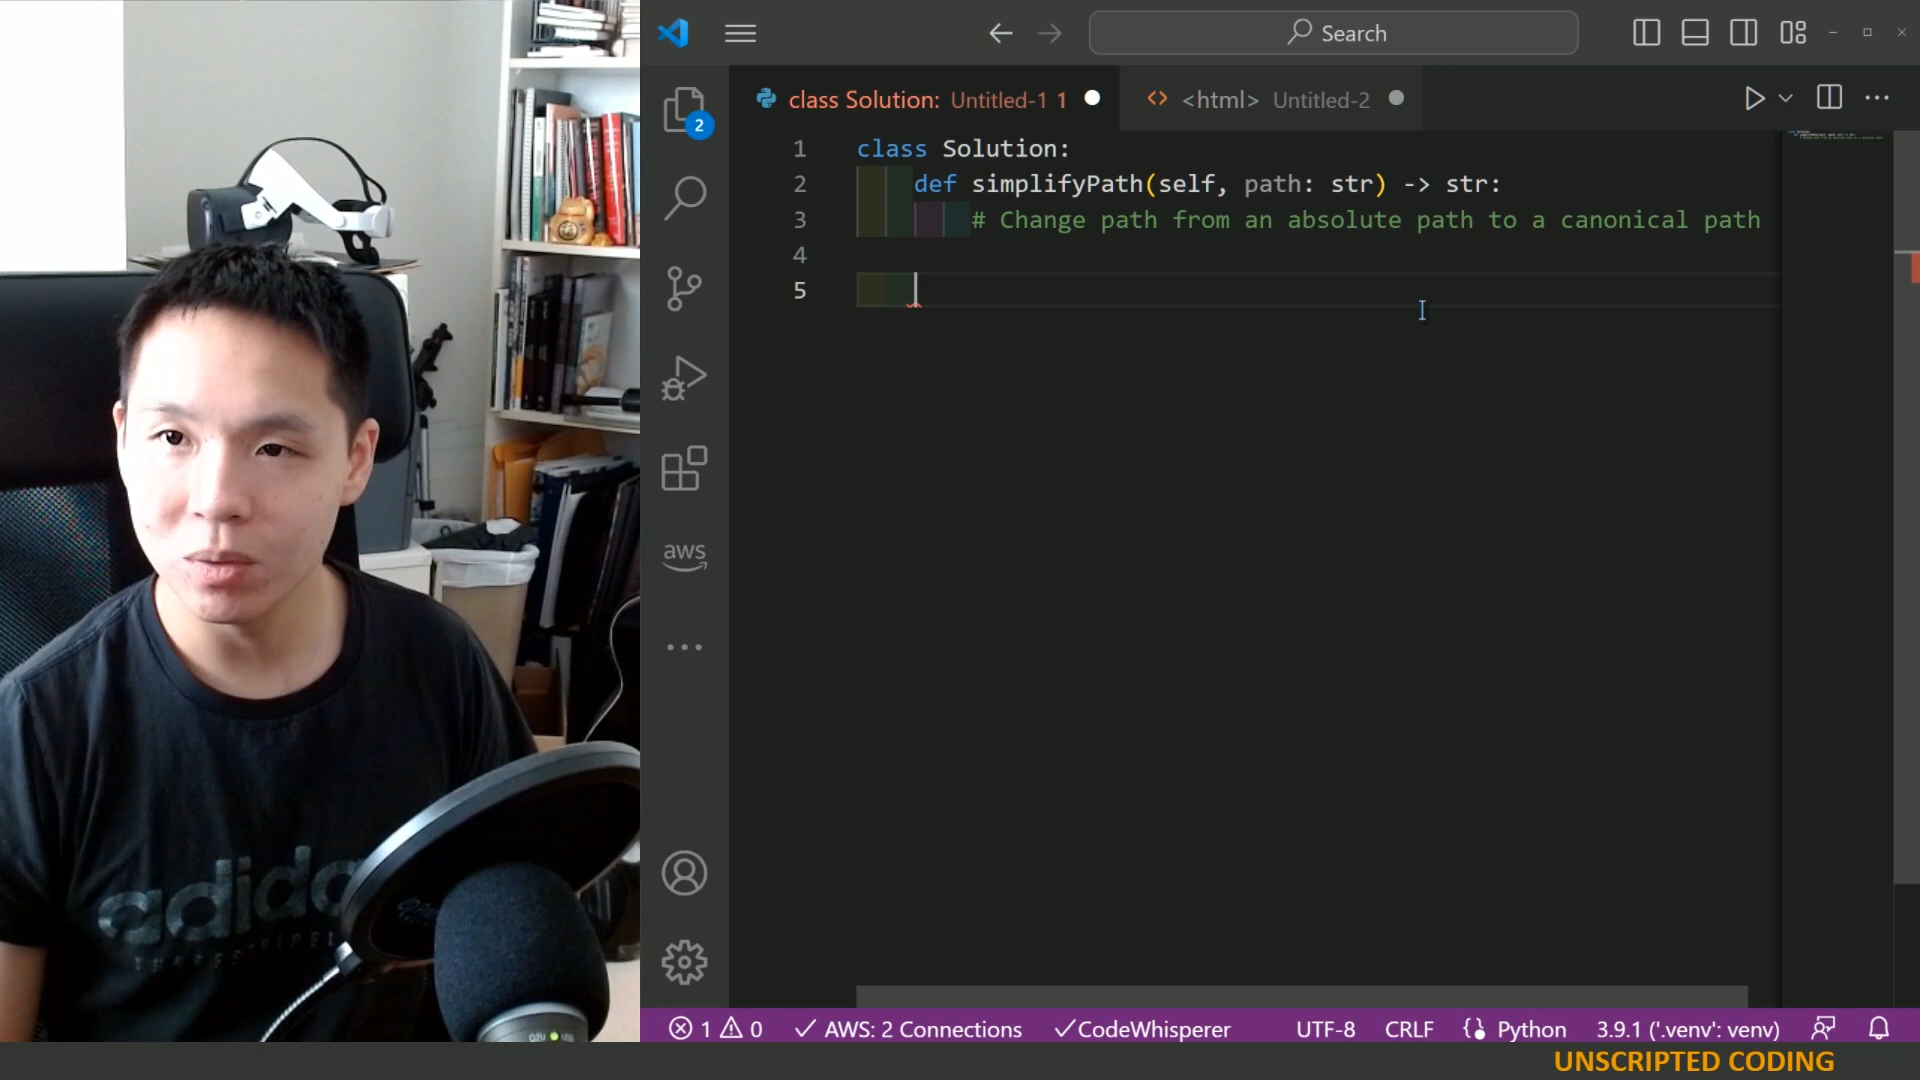 Search
2
class Solution: Untitled-1 1
<html> Untitled-2
1 class Solution:
2 def simplifyPath(self, path: str) -> str:
3 # Change path from an absolute path to a canonical path
4
5
aws
adidas
1 0 AWS: 2 Connections CodeWhisperer UTF-8 CRLF Python 3.9.1 ('.venv': venv)
UNSCRIPTED CODING